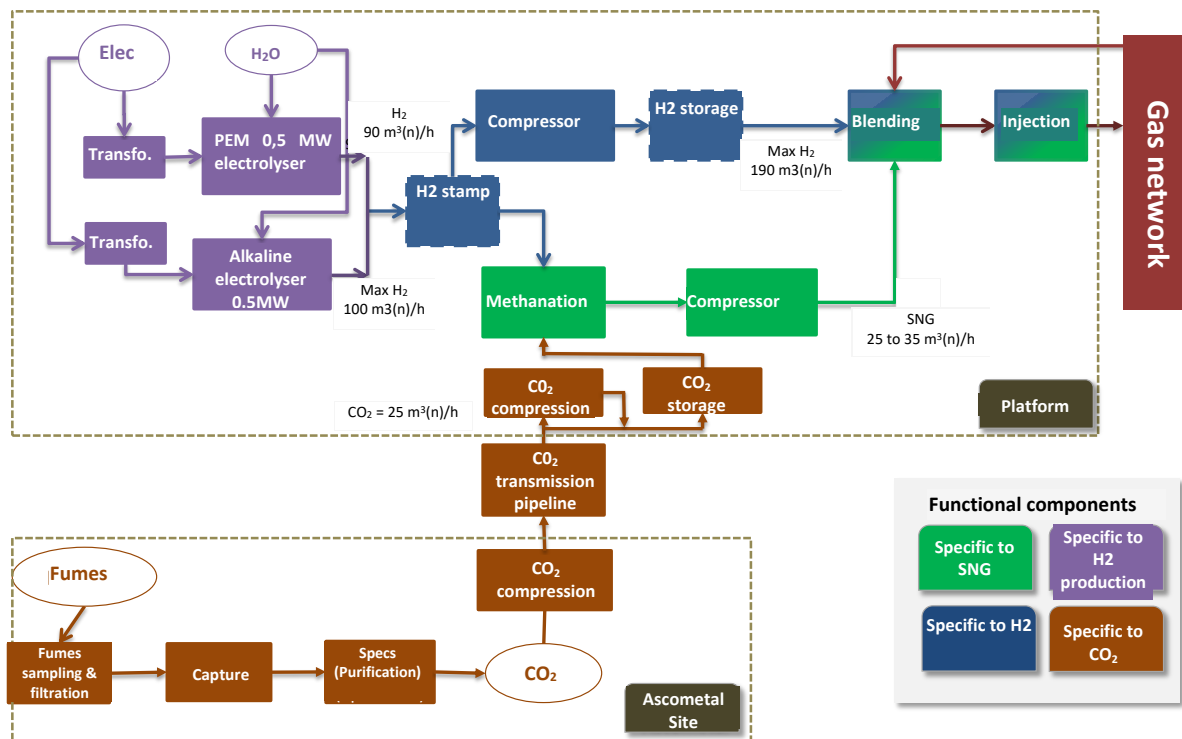 Elec
H₂O
H₂
90 m³(n)/h
Transfo.
PEM 0,5 MW
electrolyser
Compressor
H2 storage
Blending
Injection
Gas network
Max H₂
190 m3(n)/h
H2 stamp
Transfo.
Alkaline
electrolyser
0.5MW
Max H₂
100 m3(n)/h
Methanation
Compressor
SNG
25 to 35 m³(n)/h
CO₂ = 25 m³(n)/h
C0₂
compression
CO₂
storage
Platform
C0₂
transmission
pipeline
Functional components
Specific to
SNG
Specific to
H2
production
Specific to H2
Specific to
CO₂
Fumes
CO₂
compression
Fumes
sampling &
filtration
Capture
Specs
(Purification)
CO₂
Ascometal
Site